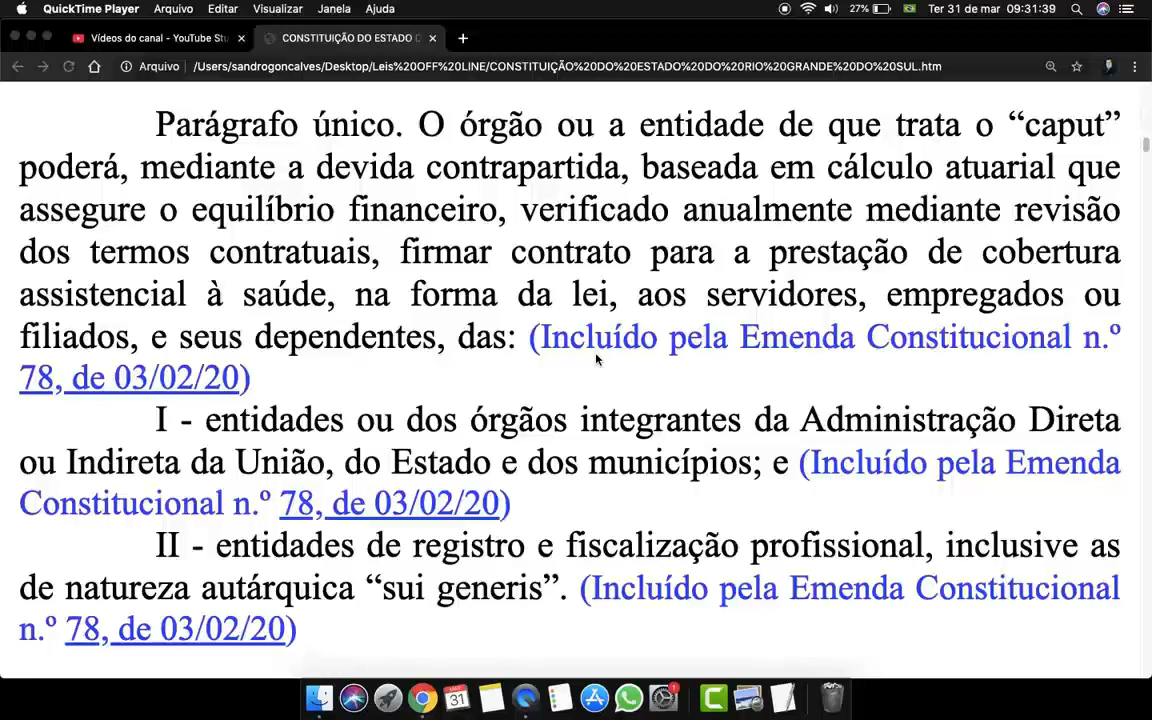 QuickTime Player Arquivo Editar Visualizar Janela Ajuda 27% Ter 31 de mar 09:31:39
Vídeos do canal - YouTube Stu × CONSTITUIÇÃO DO ESTADO D × +
Arquivo /Users/sandrogoncalves/Desktop/Leis%20OFF%20LINE/CONSTITUIÇÃO%20DO%20ESTADO%20DO%20RIO%20GRANDE%20DO%20SUL.htm
Parágrafo único. O órgão ou a entidade de que trata o “caput”
poderá, mediante a devida contrapartida, baseada em cálculo atuarial que
assegure o equilíbrio financeiro, verificado anualmente mediante revisão
dos termos contratuais, firmar contrato para a prestação de cobertura
assistencial à saúde, na forma da lei, aos servidores, empregados ou
filiados, e seus dependentes, das: (Incluído pela Emenda Constitucional n.º
78, de 03/02/20)
I - entidades ou dos órgãos integrantes da Administração Direta
ou Indireta da União, do Estado e dos municípios; e (Incluído pela Emenda
Constitucional n.º 78, de 03/02/20)
II - entidades de registro e fiscalização profissional, inclusive as
de natureza autárquica “sui generis”. (Incluído pela Emenda Constitucional
n.º 78, de 03/02/20)
31
1